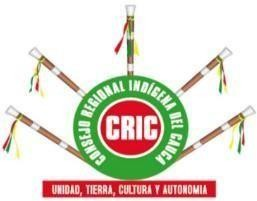 CONSEJO REGIONAL INDÍGENA DEL CAUCA
CRIC
UNIDAD, TIERRA, CULTURA Y AUTONOMIA